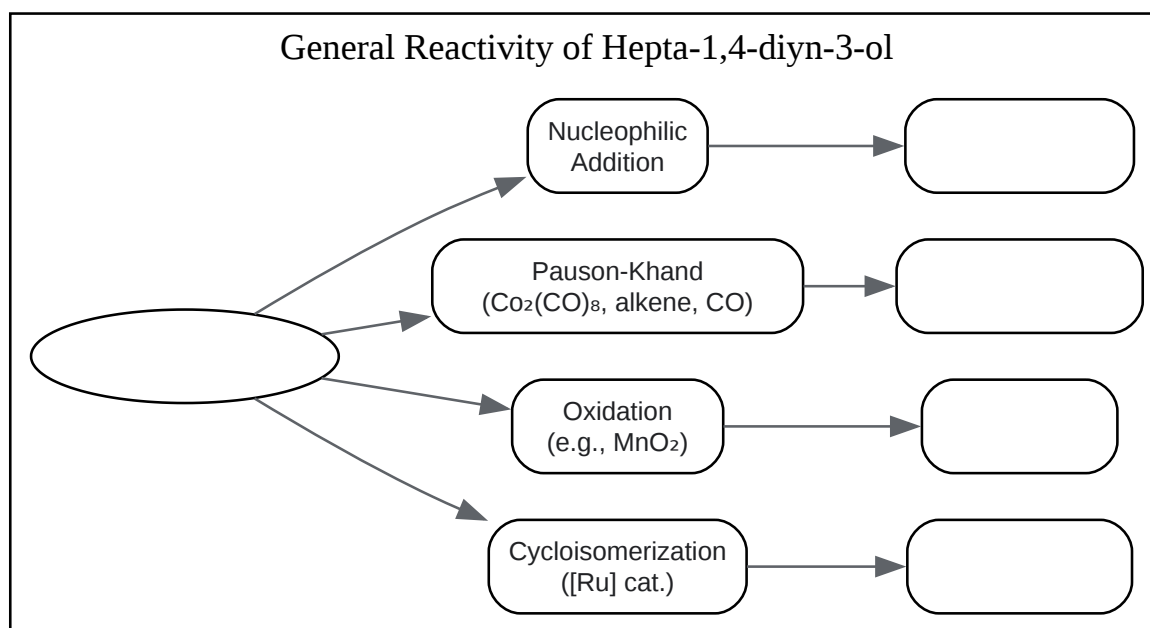 General Reactivity of Hepta-1,4-diyn-3-ol
Nucleophilic
Addition
Pauson-Khand
(Co₂(CO)₈, alkene, CO)
Oxidation
(e.g., MnO₂)
Cycloisomerization
([Ru] cat.)